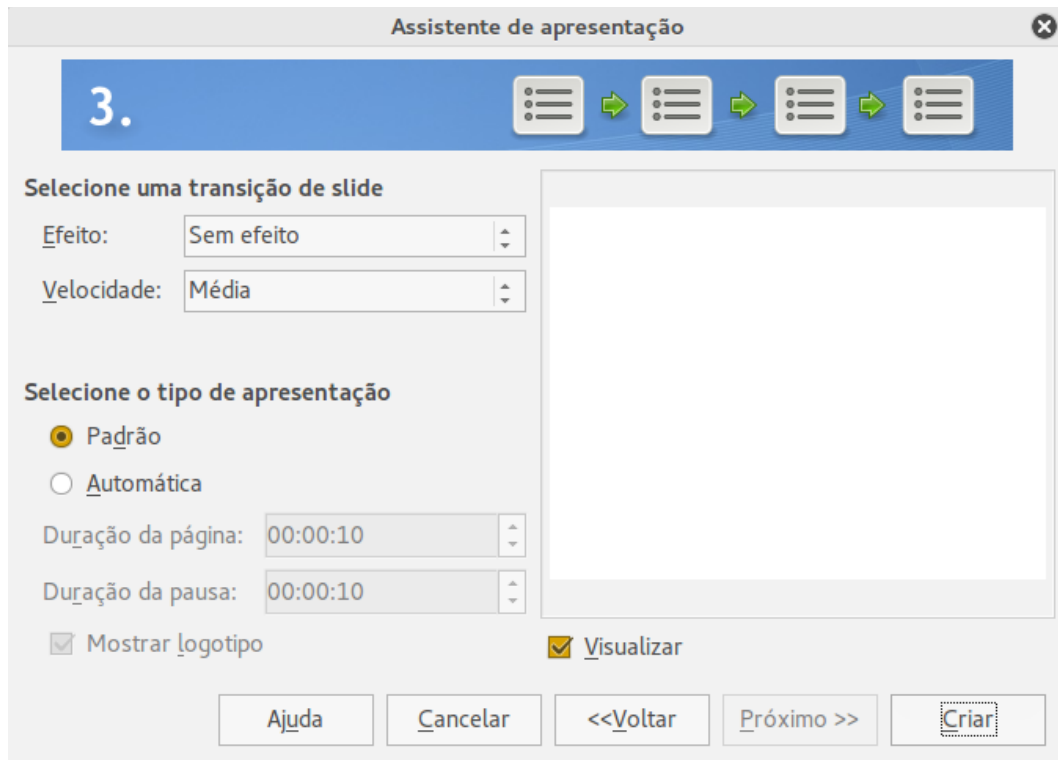 Assistente de apresentação
3.
Selecione uma transição de slide
Efeito: Sem efeito
Velocidade: Média
Selecione o tipo de apresentação
Padrão
Automática
Duração da página: 00:00:10
Duração da pausa: 00:00:10
Mostrar logotipo
Visualizar
Ajuda Cancelar <<Voltar Próximo >> Criar